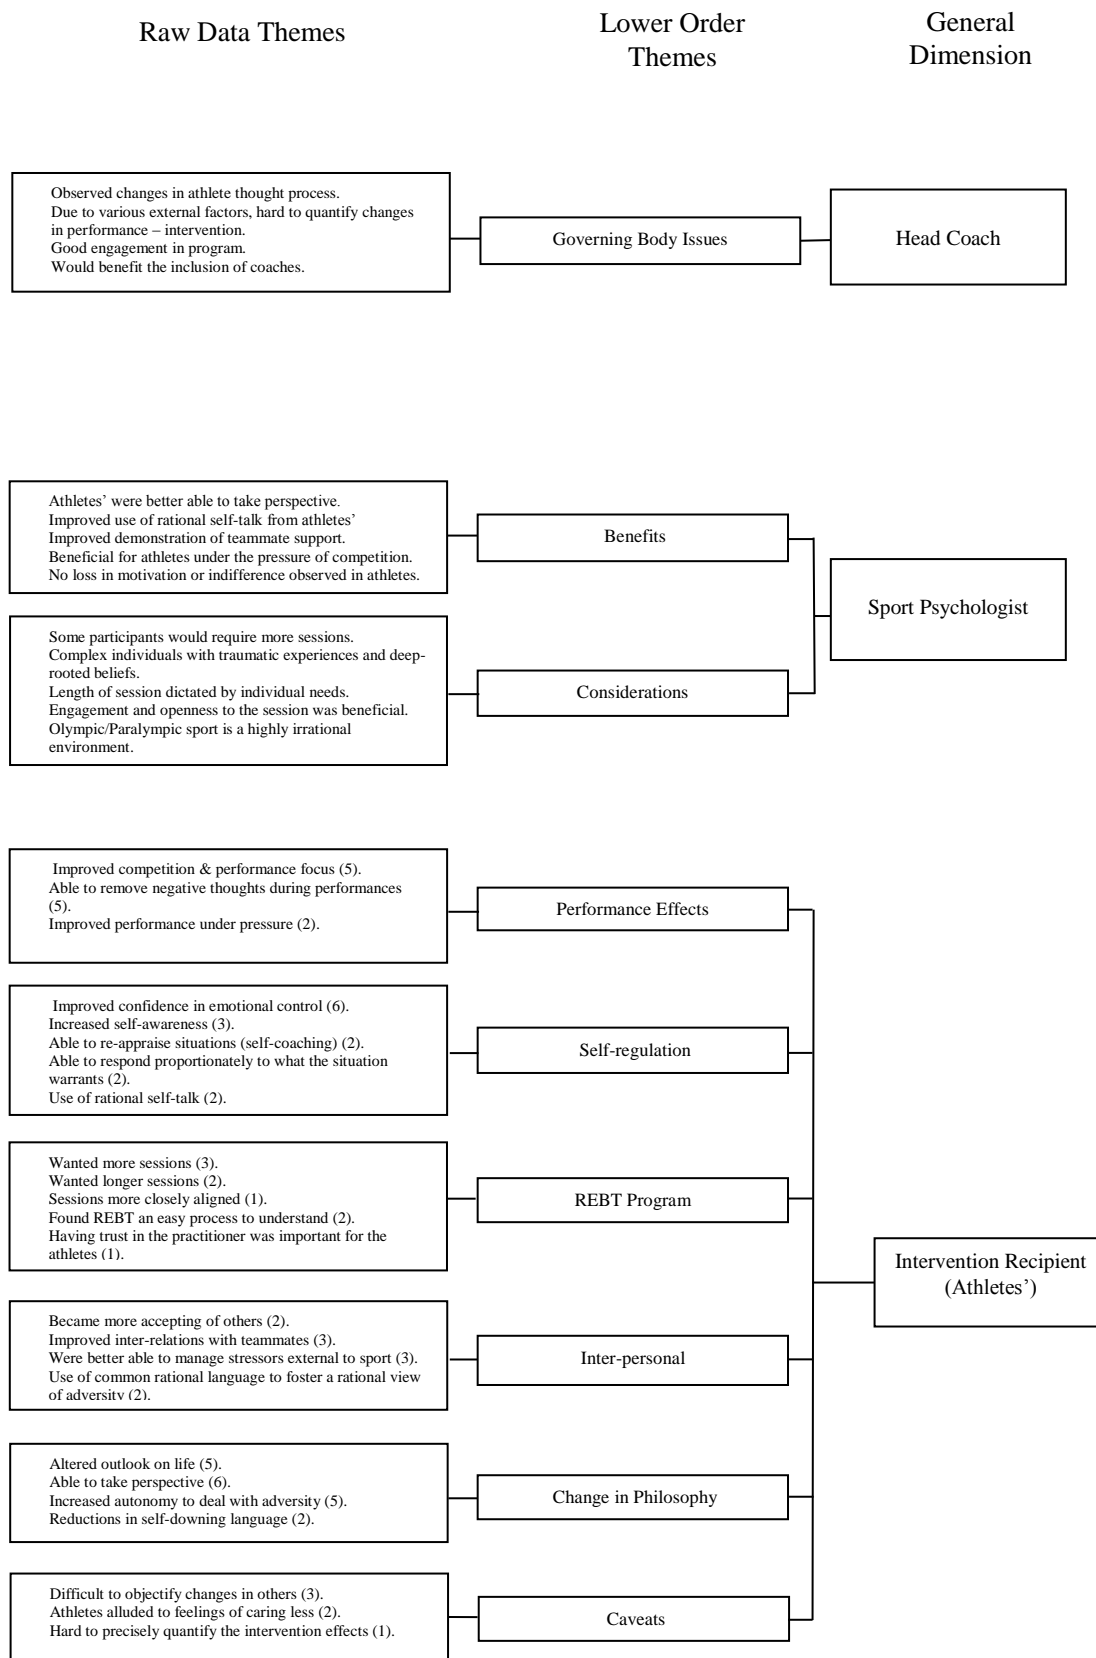 Raw Data Themes
Lower Order
Themes
General
Dimension
Observed changes in athlete thought process.
Due to various external factors, hard to quantify changes
in performance – intervention.
Good engagement in program.
Would benefit the inclusion of coaches.
Governing Body Issues
Head Coach
Athletes’ were better able to take perspective.
Improved use of rational self-talk from athletes’
Improved demonstration of teammate support.
Beneficial for athletes under the pressure of competition.
No loss in motivation or indifference observed in athletes.
Benefits
Sport Psychologist
Some participants would require more sessions.
Complex individuals with traumatic experiences and deep-
rooted beliefs.
Length of session dictated by individual needs.
Engagement and openness to the session was beneficial.
Olympic/Paralympic sport is a highly irrational
environment.
Considerations
Improved competition & performance focus (5).
Able to remove negative thoughts during performances
(5).
Improved performance under pressure (2).
Performance Effects
Improved confidence in emotional control (6).
Increased self-awareness (3).
Able to re-appraise situations (self-coaching) (2).
Able to respond proportionately to what the situation
warrants (2).
Use of rational self-talk (2).
Self-regulation
Wanted more sessions (3).
Wanted longer sessions (2).
Sessions more closely aligned (1).
Found REBT an easy process to understand (2).
Having trust in the practitioner was important for the
athletes (1).
REBT Program
Intervention Recipient
(Athletes’)
Became more accepting of others (2).
Improved inter-relations with teammates (3).
Were better able to manage stressors external to sport (3).
Use of common rational language to foster a rational view
of adversity (2).
Inter-personal
Altered outlook on life (5).
Able to take perspective (6).
Increased autonomy to deal with adversity (5).
Reductions in self-downing language (2).
Change in Philosophy
Difficult to objectify changes in others (3).
Athletes alluded to feelings of caring less (2).
Hard to precisely quantify the intervention effects (1).
Caveats